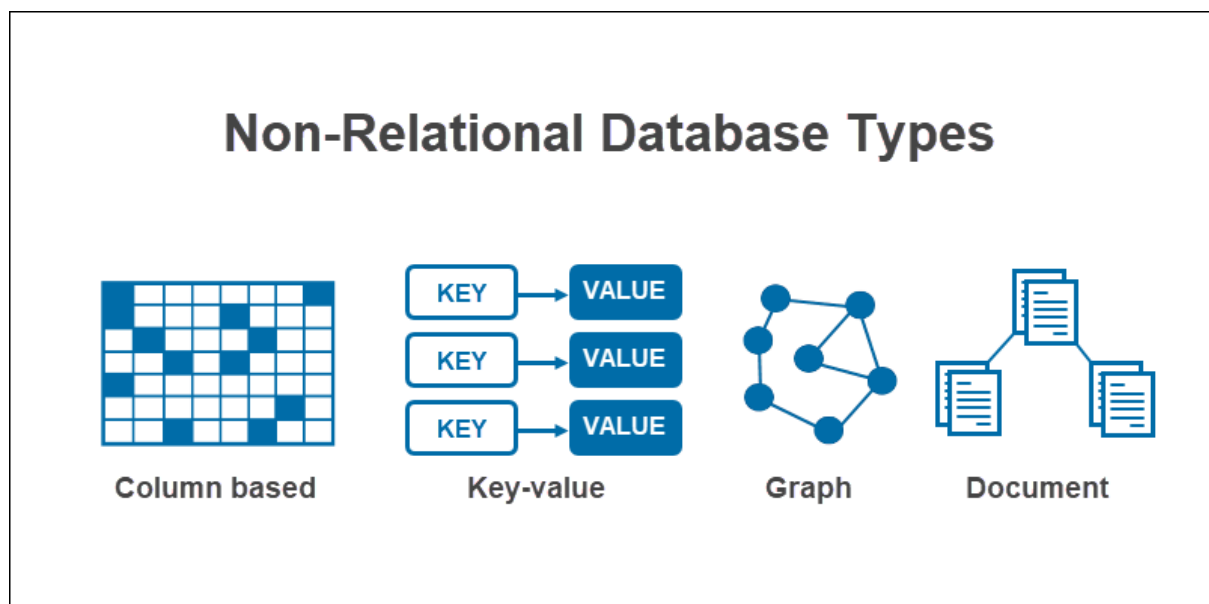 Non-Relational Database Types
KEY VALUE
KEY VALUE
KEY VALUE
Column based
Key-value
Graph
Document